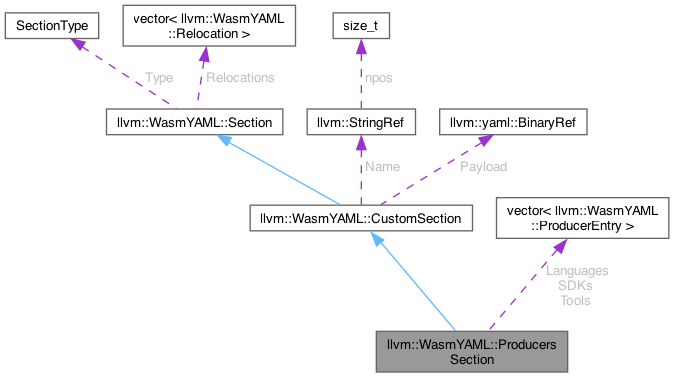 SectionType
vector< llvm::WasmYAML
::Relocation >
size_t
Type
Relocations
npos
llvm::WasmYAML::Section
llvm::StringRef
llvm::yaml::BinaryRef
Name
Payload
llvm::WasmYAML::CustomSection
vector< llvm::WasmYAML
::ProducerEntry >
Languages
SDKs
Tools
llvm::WasmYAML::Producers
Section